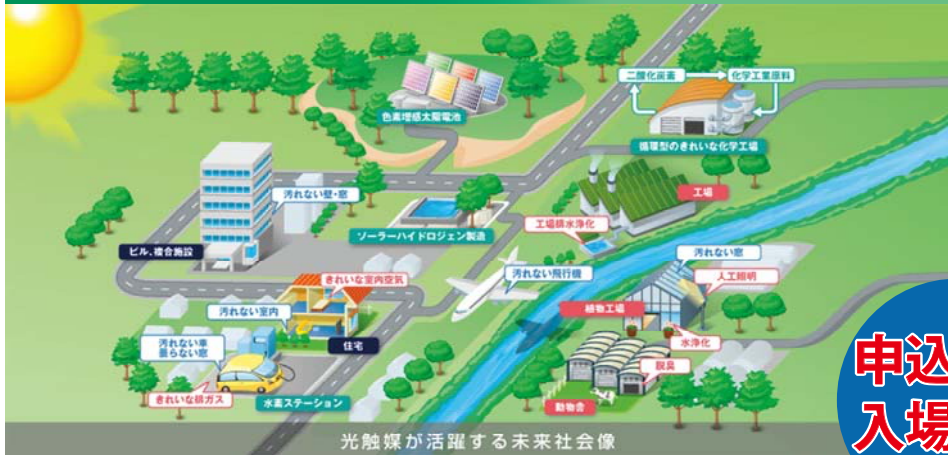 二酸化炭素
化学工業原料
色素増感太陽電池
循環型のきれいな化学工場
汚れない壁・窓
工場
工場排水浄化
ソーラーハイドロジェン製造
ビル、複合施設
汚れない窓
汚れない飛行機
人工照明
きれいな室内空気
植物工場
汚れない室内
水浄化
汚れない車
曇らない窓
住宅
脱臭
きれいな排ガス
水素ステーション
動物舎
申込
入場
光触媒が活躍する未来社会像